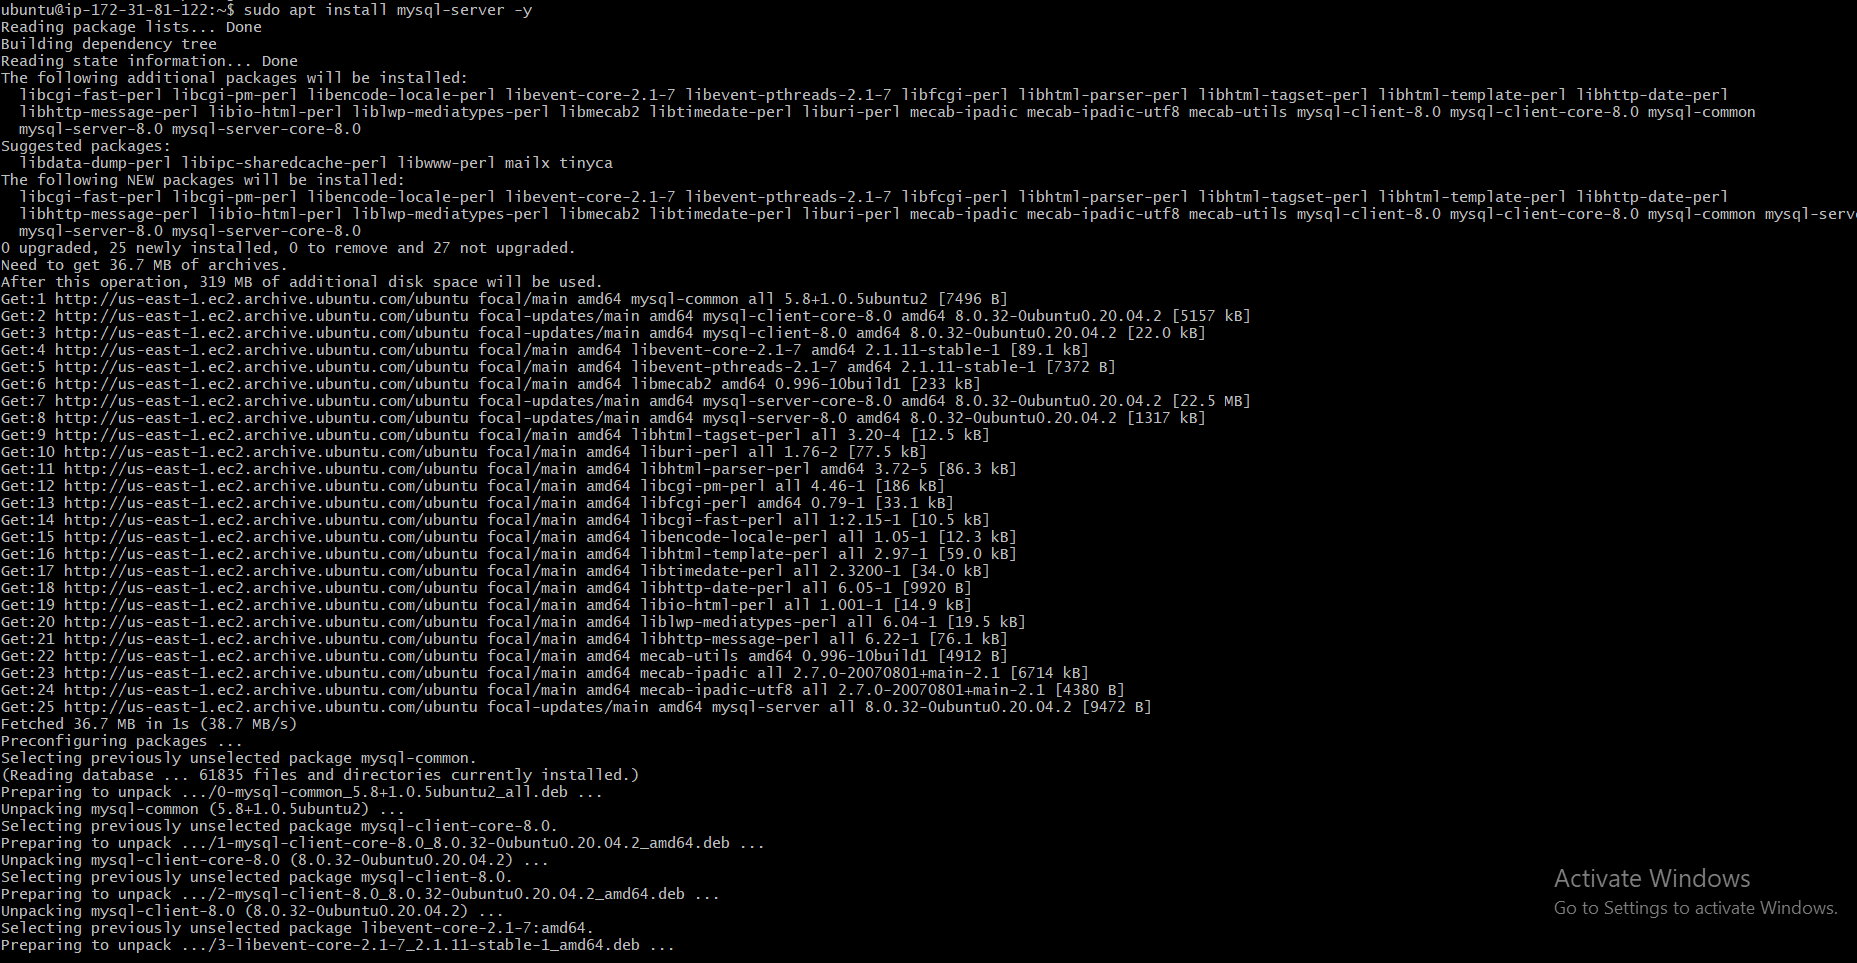 ubuntu@ip-172-31-81-122:~$ sudo apt install mysql-server -y
Reading package lists... Done
Building dependency tree
Reading state information... Done
The following additional packages will be installed:
  libcgi-fast-perl libcgi-pm-perl libencode-locale-perl libevent-core-2.1-7 libevent-pthreads-2.1-7 libfcgi-perl libhtml-parser-perl libhtml-tagset-perl libhtml-template-perl libhttp-date-perl
  libhttp-message-perl libio-html-perl liblwp-mediatypes-perl libmecab2 libtimedate-perl liburi-perl mecab-ipadic mecab-ipadic-utf8 mecab-utils mysql-client-8.0 mysql-client-core-8.0 mysql-common
  mysql-server-8.0 mysql-server-core-8.0
Suggested packages:
  libdata-dump-perl libipc-sharedcache-perl libwww-perl mailx tinyca
The following NEW packages will be installed:
  libcgi-fast-perl libcgi-pm-perl libencode-locale-perl libevent-core-2.1-7 libevent-pthreads-2.1-7 libfcgi-perl libhtml-parser-perl libhtml-tagset-perl libhtml-template-perl libhttp-date-perl
  libhttp-message-perl libio-html-perl liblwp-mediatypes-perl libmecab2 libtimedate-perl liburi-perl mecab-ipadic mecab-ipadic-utf8 mecab-utils mysql-client-8.0 mysql-client-core-8.0 mysql-common mysql-serv
  mysql-server-8.0 mysql-server-core-8.0
0 upgraded, 25 newly installed, 0 to remove and 27 not upgraded.
Need to get 36.7 MB of archives.
After this operation, 319 MB of additional disk space will be used.
Get:1 http://us-east-1.ec2.archive.ubuntu.com/ubuntu focal/main amd64 mysql-common all 5.8+1.0.5ubuntu2 [7496 B]
Get:2 http://us-east-1.ec2.archive.ubuntu.com/ubuntu focal-updates/main amd64 mysql-client-core-8.0 amd64 8.0.32-0ubuntu0.20.04.2 [5157 kB]
Get:3 http://us-east-1.ec2.archive.ubuntu.com/ubuntu focal-updates/main amd64 mysql-client-8.0 amd64 8.0.32-0ubuntu0.20.04.2 [22.0 kB]
Get:4 http://us-east-1.ec2.archive.ubuntu.com/ubuntu focal/main amd64 libevent-core-2.1-7 amd64 2.1.11-stable-1 [89.1 kB]
Get:5 http://us-east-1.ec2.archive.ubuntu.com/ubuntu focal/main amd64 libevent-pthreads-2.1-7 amd64 2.1.11-stable-1 [7372 B]
Get:6 http://us-east-1.ec2.archive.ubuntu.com/ubuntu focal/main amd64 libmecab2 amd64 0.996-10build1 [233 kB]
Get:7 http://us-east-1.ec2.archive.ubuntu.com/ubuntu focal-updates/main amd64 mysql-server-core-8.0 amd64 8.0.32-0ubuntu0.20.04.2 [22.5 MB]
Get:8 http://us-east-1.ec2.archive.ubuntu.com/ubuntu focal-updates/main amd64 mysql-server-8.0 amd64 8.0.32-0ubuntu0.20.04.2 [1317 kB]
Get:9 http://us-east-1.ec2.archive.ubuntu.com/ubuntu focal/main amd64 libhtml-tagset-perl all 3.20-4 [12.5 kB]
Get:10 http://us-east-1.ec2.archive.ubuntu.com/ubuntu focal/main amd64 liburi-perl all 1.76-2 [77.5 kB]
Get:11 http://us-east-1.ec2.archive.ubuntu.com/ubuntu focal/main amd64 libhtml-parser-perl amd64 3.72-5 [86.3 kB]
Get:12 http://us-east-1.ec2.archive.ubuntu.com/ubuntu focal/main amd64 libcgi-pm-perl all 4.46-1 [186 kB]
Get:13 http://us-east-1.ec2.archive.ubuntu.com/ubuntu focal/main amd64 libfcgi-perl amd64 0.79-1 [33.1 kB]
Get:14 http://us-east-1.ec2.archive.ubuntu.com/ubuntu focal/main amd64 libcgi-fast-perl all 1:2.15-1 [10.5 kB]
Get:15 http://us-east-1.ec2.archive.ubuntu.com/ubuntu focal/main amd64 libencode-locale-perl all 1.05-1 [12.3 kB]
Get:16 http://us-east-1.ec2.archive.ubuntu.com/ubuntu focal/main amd64 libhtml-template-perl all 2.97-1 [59.0 kB]
Get:17 http://us-east-1.ec2.archive.ubuntu.com/ubuntu focal/main amd64 libtimedate-perl all 2.3200-1 [34.0 kB]
Get:18 http://us-east-1.ec2.archive.ubuntu.com/ubuntu focal/main amd64 libhttp-date-perl all 6.05-1 [9920 B]
Get:19 http://us-east-1.ec2.archive.ubuntu.com/ubuntu focal/main amd64 libio-html-perl all 1.001-1 [14.9 kB]
Get:20 http://us-east-1.ec2.archive.ubuntu.com/ubuntu focal/main amd64 liblwp-mediatypes-perl all 6.04-1 [19.5 kB]
Get:21 http://us-east-1.ec2.archive.ubuntu.com/ubuntu focal/main amd64 libhttp-message-perl all 6.22-1 [76.1 kB]
Get:22 http://us-east-1.ec2.archive.ubuntu.com/ubuntu focal/main amd64 mecab-utils amd64 0.996-10build1 [4912 B]
Get:23 http://us-east-1.ec2.archive.ubuntu.com/ubuntu focal/main amd64 mecab-ipadic all 2.7.0-20070801+main-2.1 [6714 kB]
Get:24 http://us-east-1.ec2.archive.ubuntu.com/ubuntu focal/main amd64 mecab-ipadic-utf8 all 2.7.0-20070801+main-2.1 [4380 B]
Get:25 http://us-east-1.ec2.archive.ubuntu.com/ubuntu focal-updates/main amd64 mysql-server all 8.0.32-0ubuntu0.20.04.2 [9472 B]
Fetched 36.7 MB in 1s (38.7 MB/s)
Preconfiguring packages ...
Selecting previously unselected package mysql-common.
(Reading database ... 61835 files and directories currently installed.)
Preparing to unpack .../0-mysql-common_5.8+1.0.5ubuntu2_all.deb ...
Unpacking mysql-common (5.8+1.0.5ubuntu2) ...
Selecting previously unselected package mysql-client-core-8.0.
Preparing to unpack .../1-mysql-client-core-8.0_8.0.32-0ubuntu0.20.04.2_amd64.deb ...
Unpacking mysql-client-core-8.0 (8.0.32-0ubuntu0.20.04.2) ...
Selecting previously unselected package mysql-client-8.0.
Preparing to unpack .../2-mysql-client-8.0_8.0.32-0ubuntu0.20.04.2_amd64.deb ...
Unpacking mysql-client-8.0 (8.0.32-0ubuntu0.20.04.2) ...
Selecting previously unselected package libevent-core-2.1-7:amd64.
Preparing to unpack .../3-libevent-core-2.1-7_2.1.11-stable-1_amd64.deb ...
Activate Windows
Go to Settings to activate Windows.